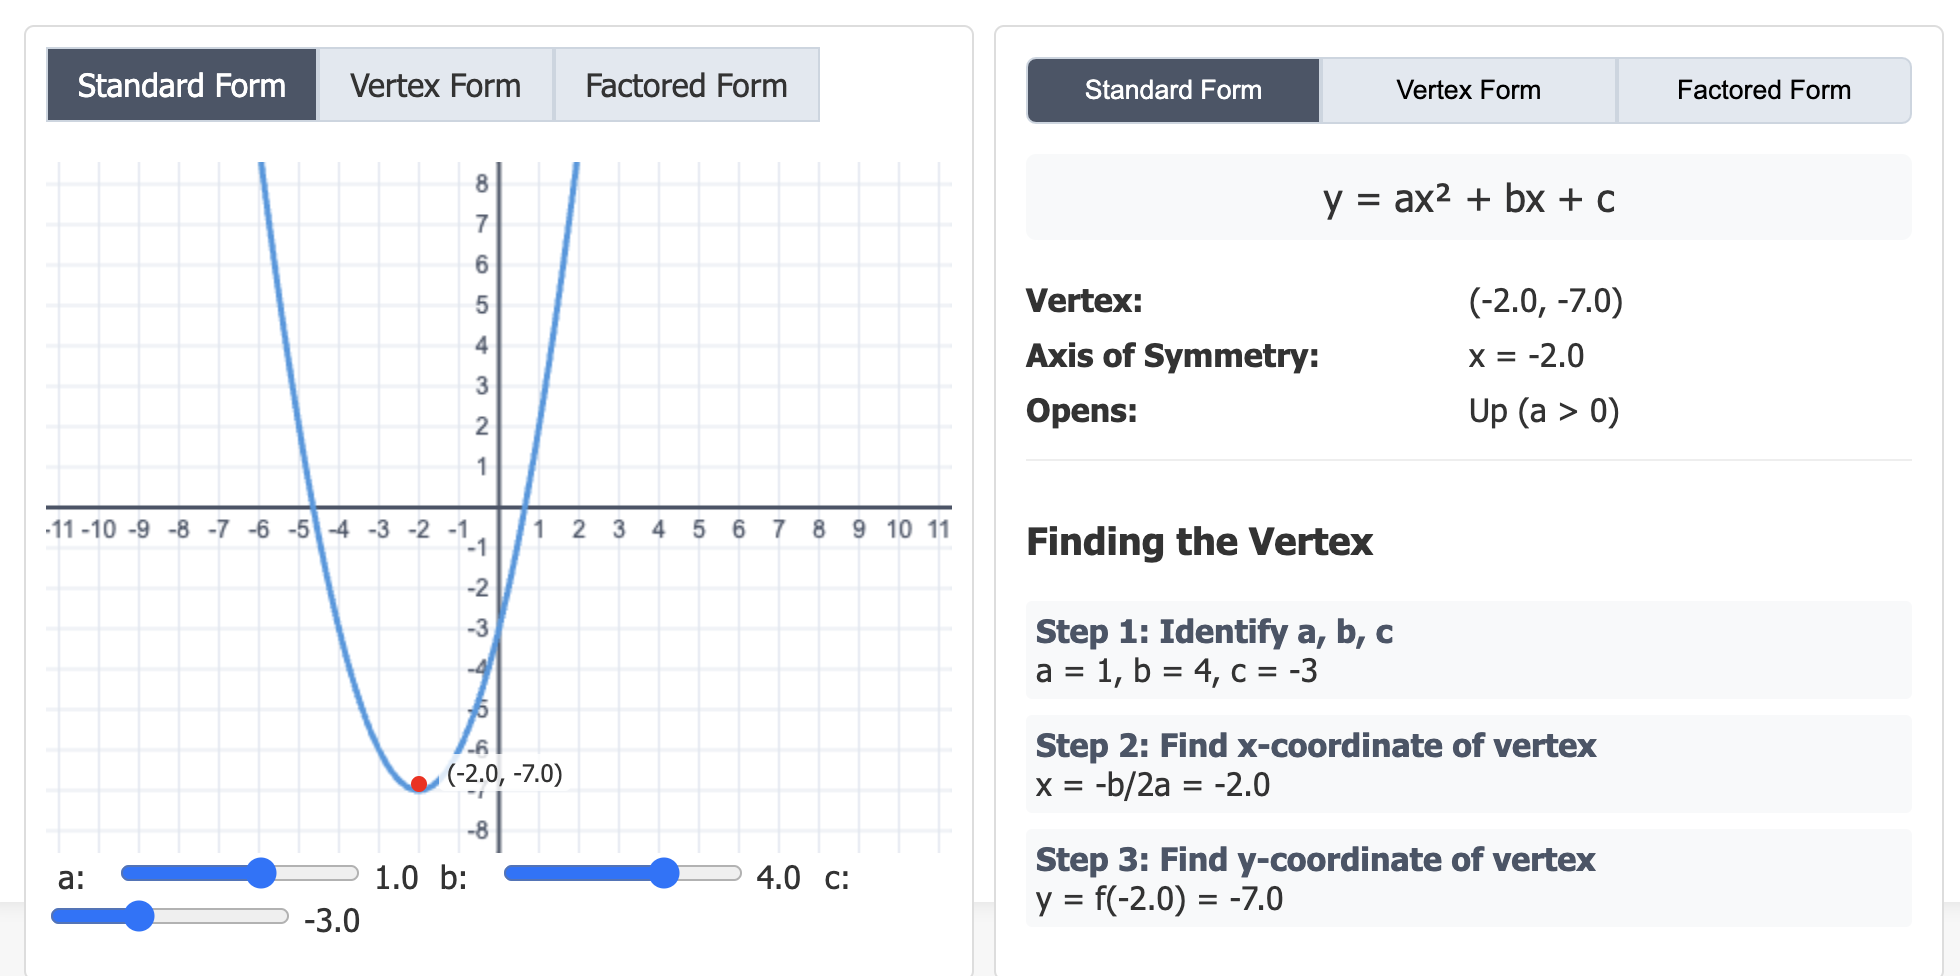 Standard Form Vertex Form Factored Form
8
7
6
5
4
3
2
1
-11 -10 -9 -8 -7 -6 -5 -4 -3 -2 -1 1 2 3 4 5 6 7 8 9 10 11
-1
-2
-3
-4
-5
-6
(-2.0, -7.0)
-7
-8
a: 1.0 b: 4.0 c:
-3.0
Standard Form Vertex Form Factored Form
y = ax² + bx + c
Vertex: (-2.0, -7.0)
Axis of Symmetry: x = -2.0
Opens: Up (a > 0)
Finding the Vertex
Step 1: Identify a, b, c
a = 1, b = 4, c = -3
Step 2: Find x-coordinate of vertex
x = -b/2a = -2.0
Step 3: Find y-coordinate of vertex
y = f(-2.0) = -7.0